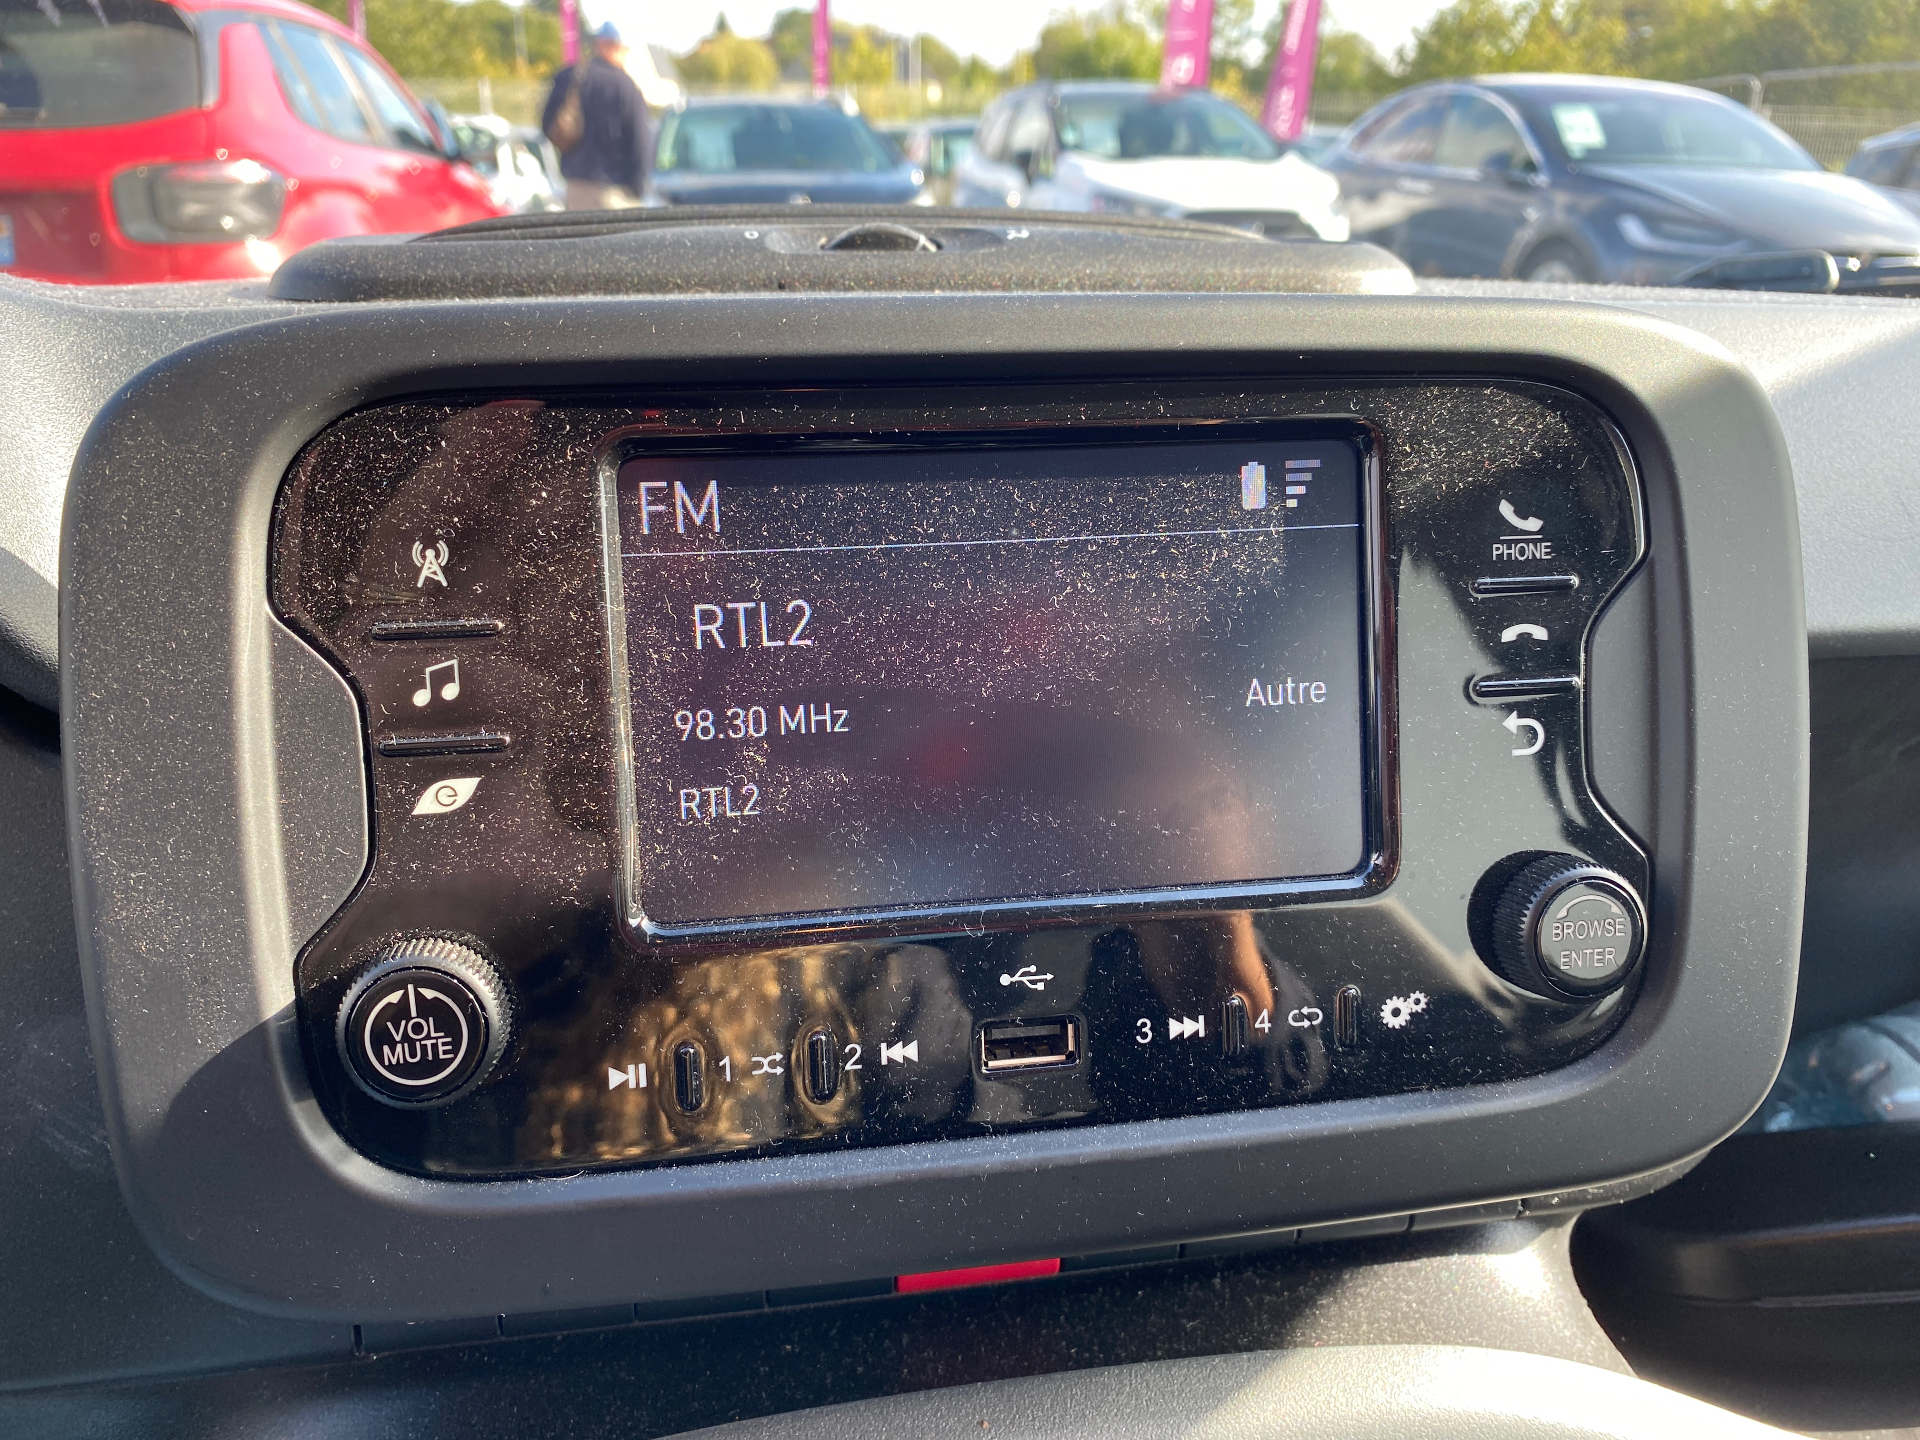 FM
RTL2
98.30 MHz
Autre
RTL2
PHONE
BROWSE
ENTER
VOL
MUTE
1
2
3
4